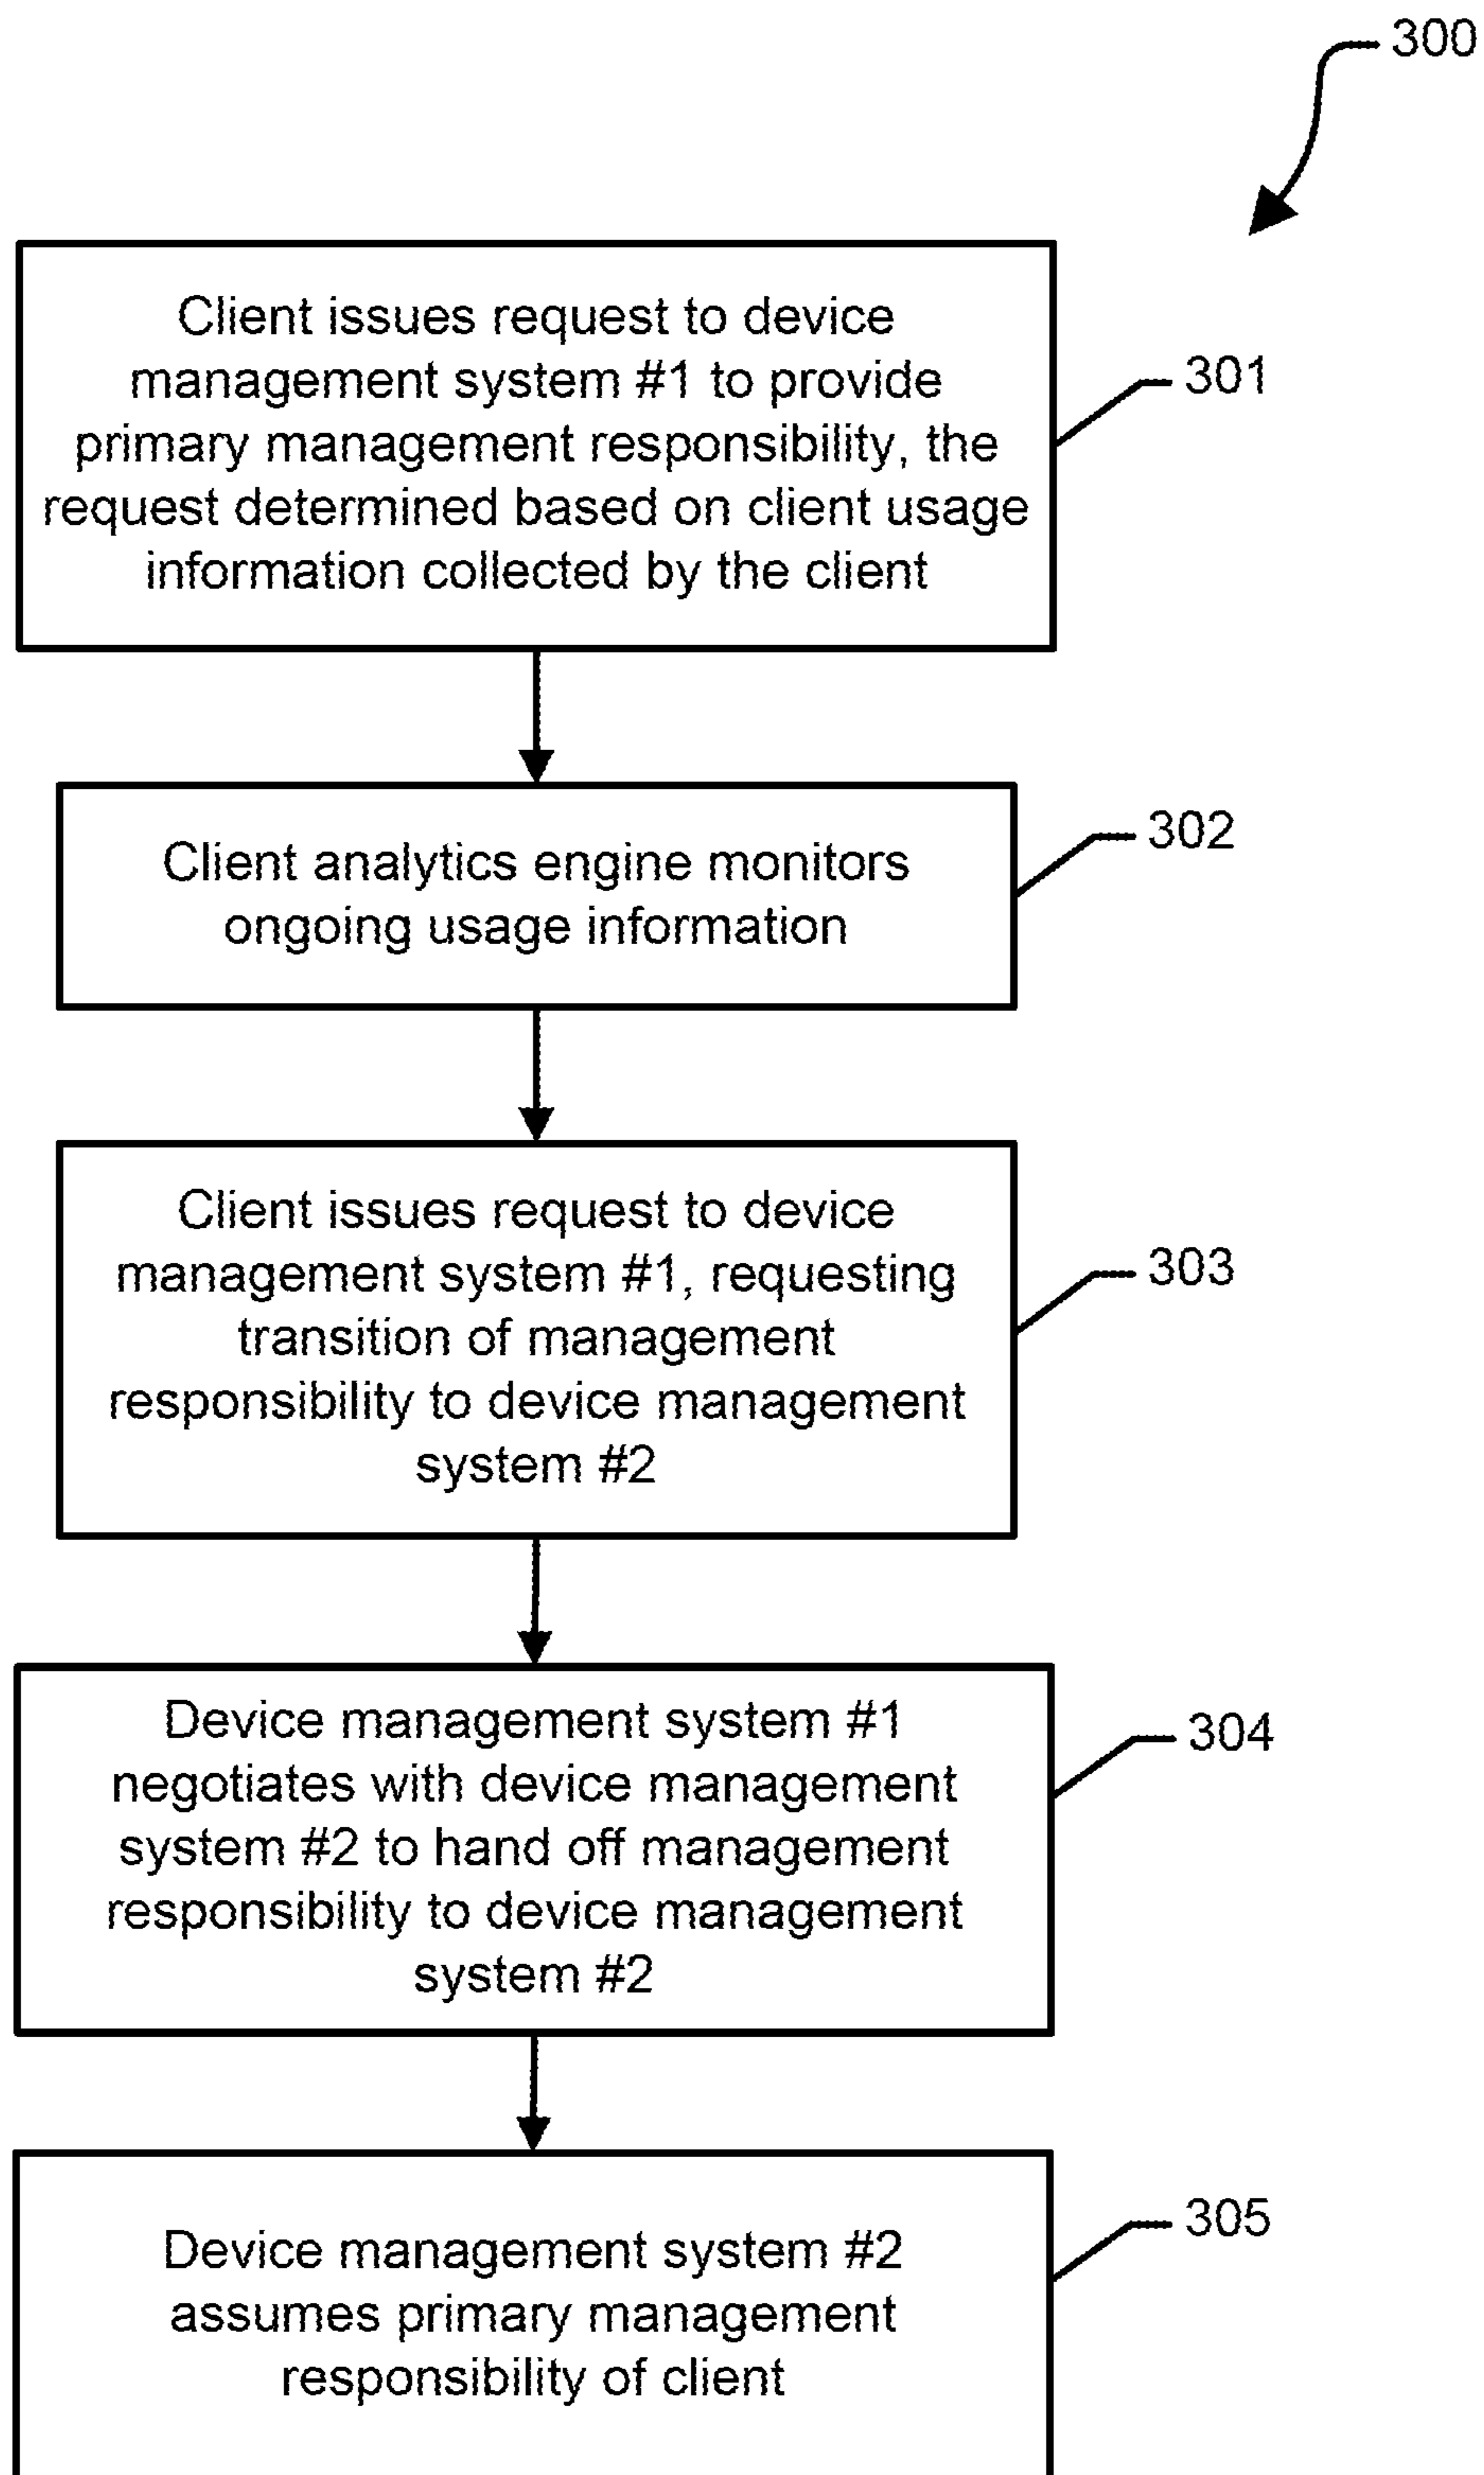 300
Client issues request to device
management system #1 to provide
primary management responsibility, the
request determined based on client usage
information collected by the client
301
Client analytics engine monitors
ongoing usage information
302
Client issues request to device
management system #1, requesting
transition of management
responsibility to device management
system #2
303
Device management system #1
negotiates with device management
system #2 to hand off management
responsibility to device management
system #2
304
Device management system #2
assumes primary management
responsibility of client
305